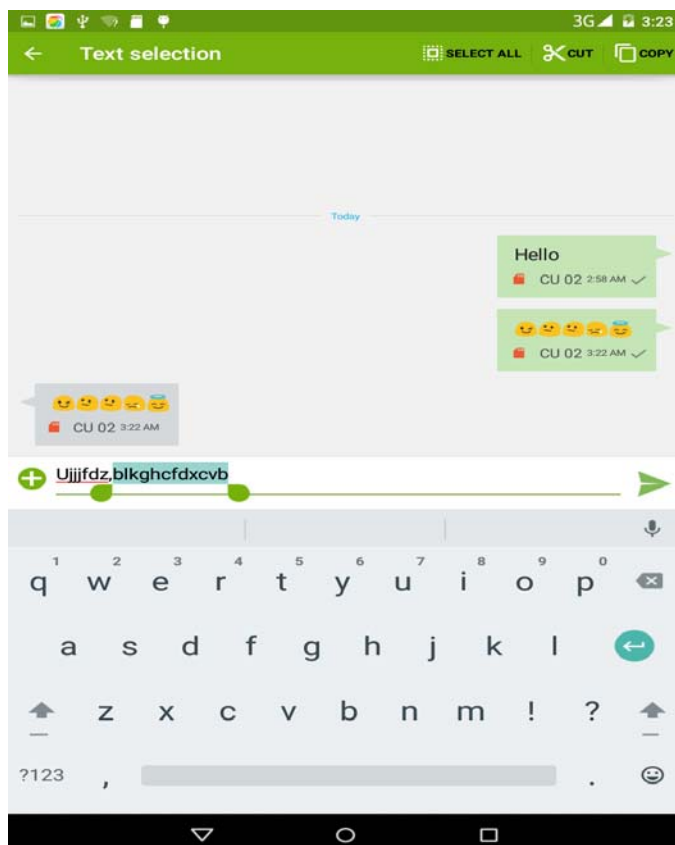 3G 3:23
Text selection SELECT ALL CUT COPY
Today
Hello
CU 02 2:58 AM
😉😐😐😞😇
CU 02 3:22 AM
😉😐😐😞😇
CU 02 3:22 AM
Ujjjfdz,blkghcfdxcvb
1 2 3 4 5 6 7 8 9 0
q w e r t y u i o p
a s d f g h j k l
z x c v b n m ! ?
?123 , .